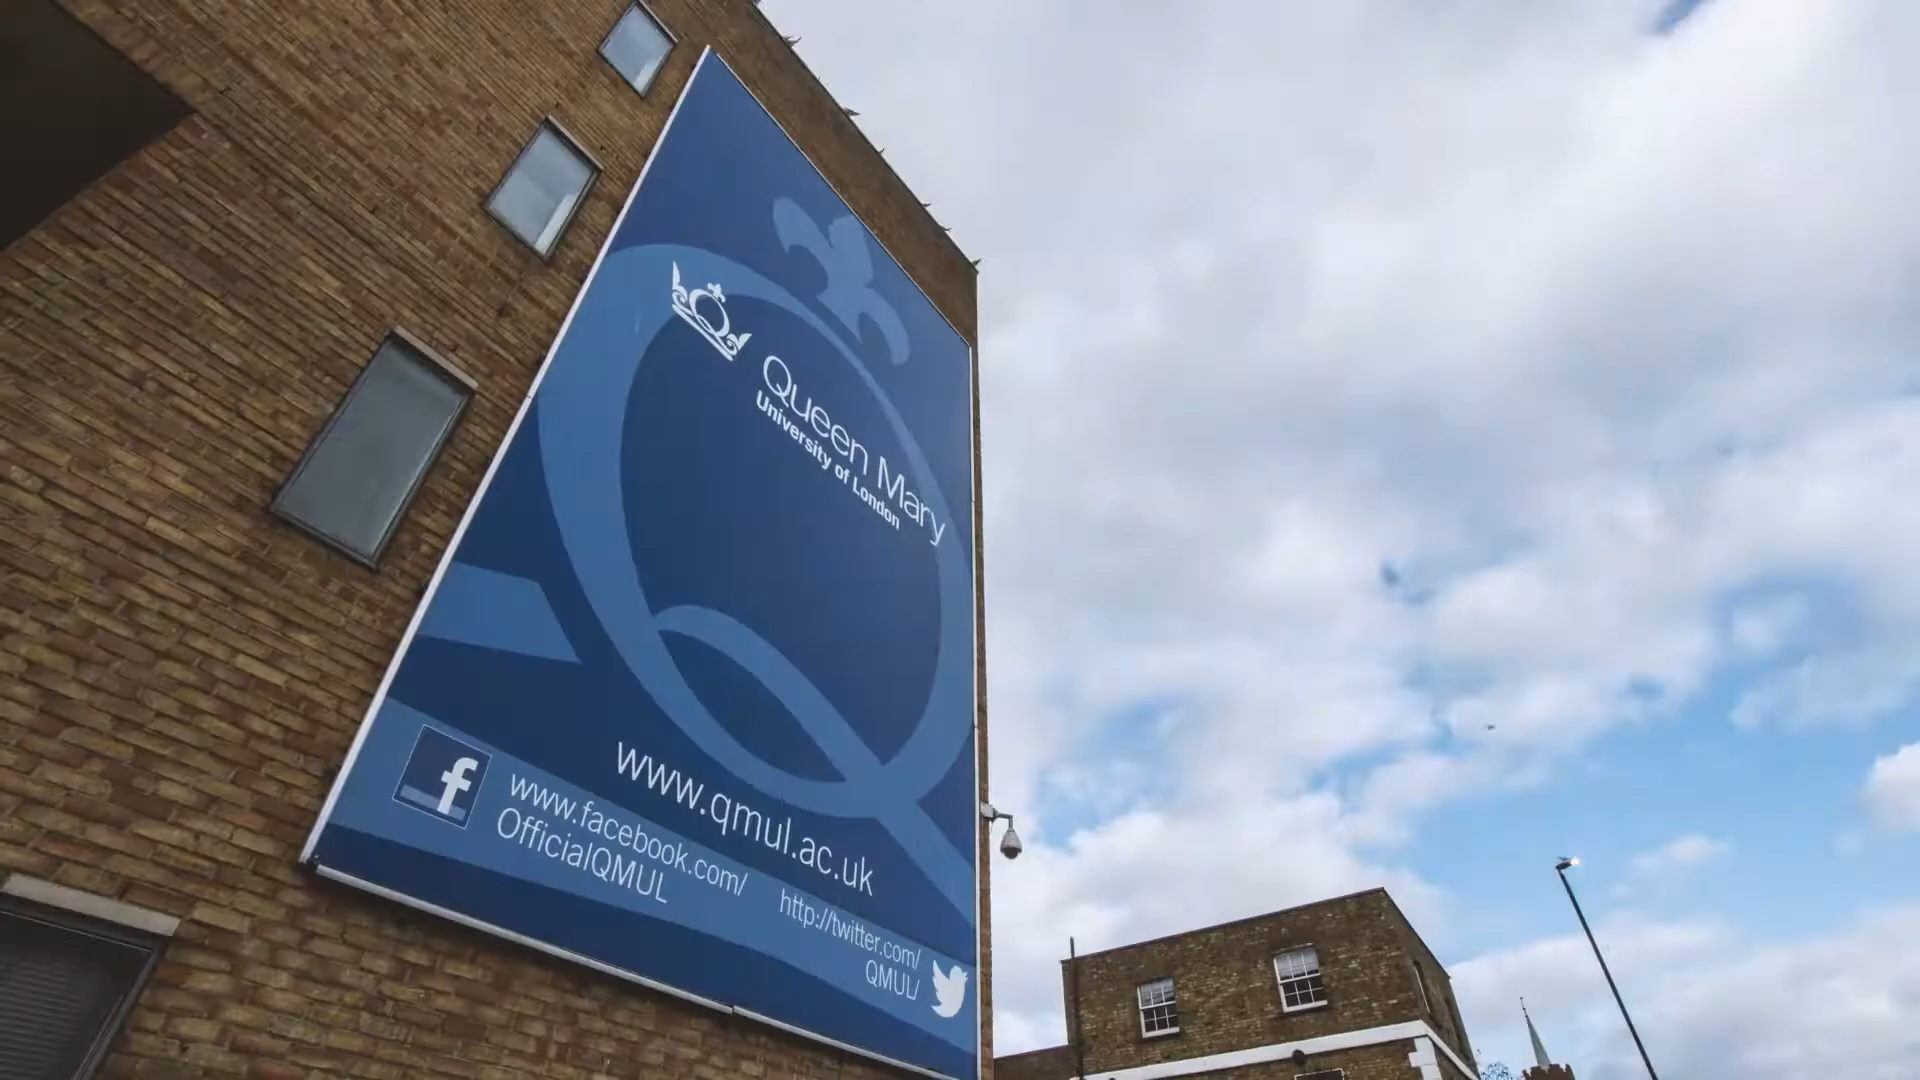 Queen Mary
University of London
www.qmul.ac.uk
f
www.facebook.com/
OfficialQMUL
http://twitter.com/
QMUL/